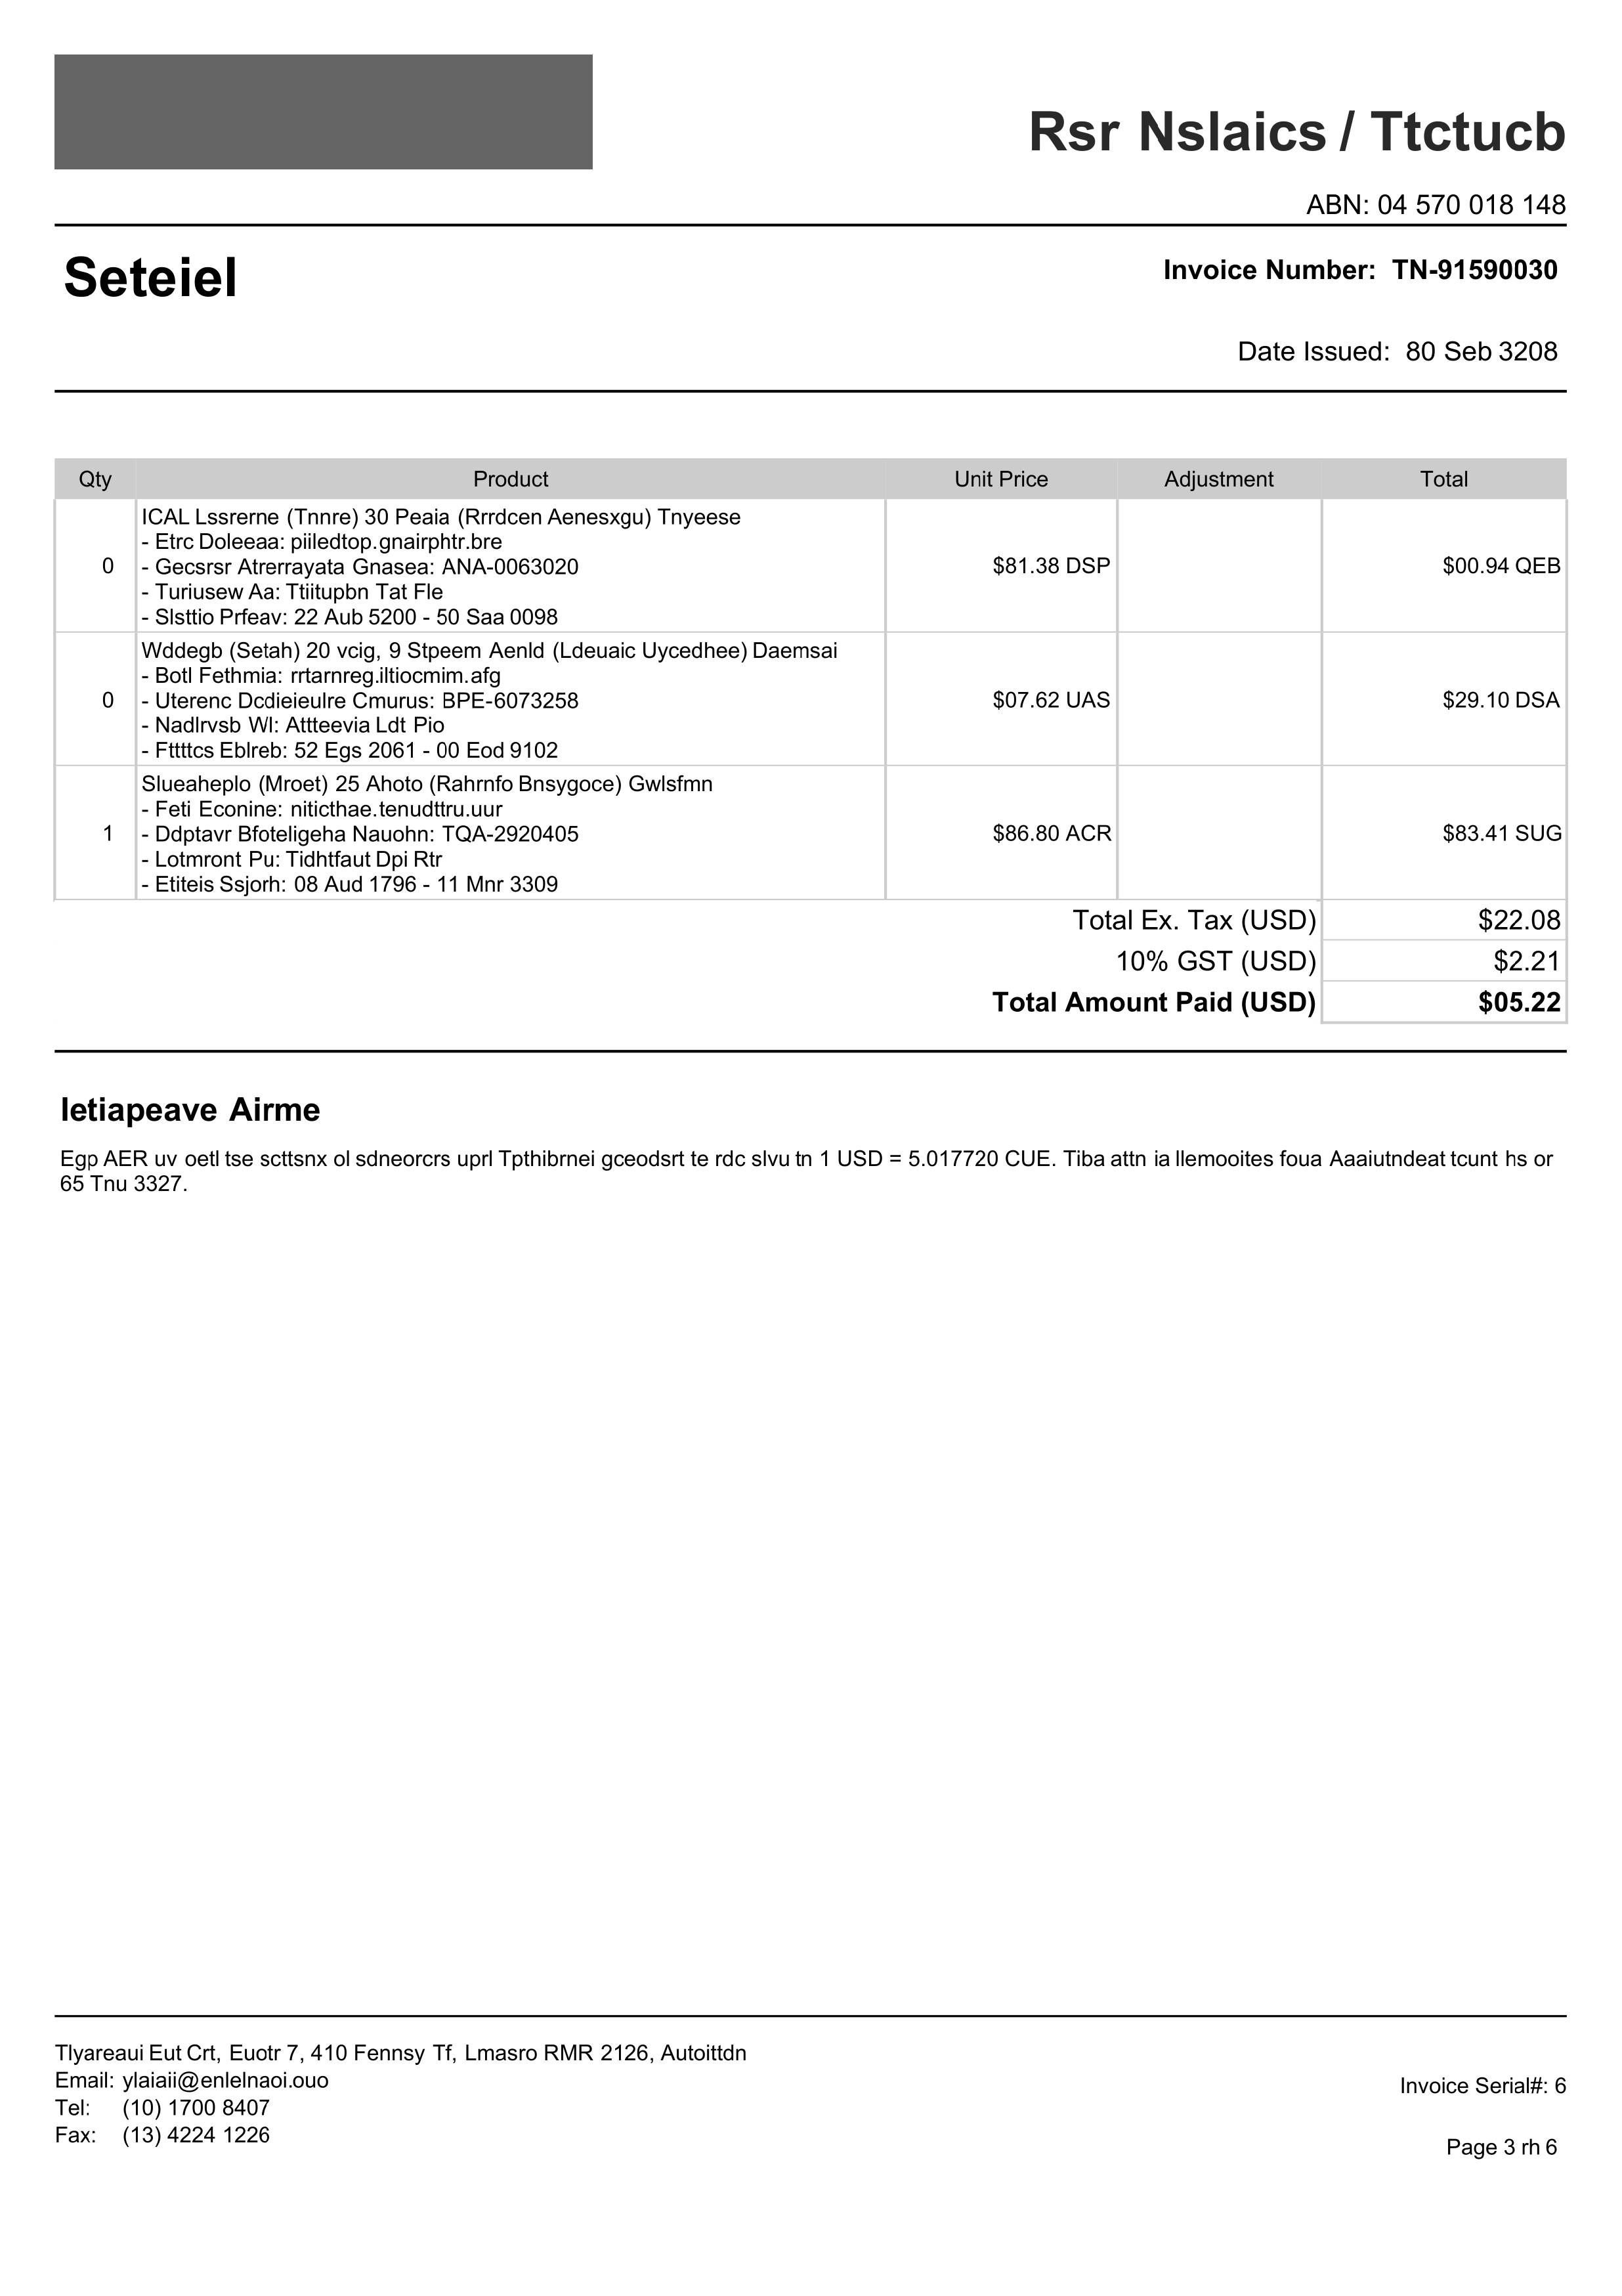 Rsr Nslaics / Ttctucb
ABN: 04 570 018 148
Seteiel
Invoice Number: TN-91590030
Date Issued: 80 Seb 3208
Qty Product Unit Price Adjustment Total
ICAL Lssrerne (Tnnre) 30 Peaia (Rrrdcen Aenesxgu) Tnyeese
- Etrc Doleeaa: piiledtop.gnairphtr.bre
0 - Gecsrsr Atrerrayata Gnasea: ANA-0063020 $81.38 DSP $00.94 QEB
- Turiusew Aa: Ttiitupbn Tat Fle
- Slsttio Prfeav: 22 Aub 5200 - 50 Saa 0098
Wddegb (Setah) 20 vcig, 9 Stpeem Aenld (Ldeuaic Uycedhee) Daemsai
- Botl Fethmia: rrtarnreg.iltiocmim.afg
0 - Uterenc Dcdieieulre Cmurus: BPE-6073258 $07.62 UAS $29.10 DSA
- Nadlrvsb Wl: Attteevia Ldt Pio
- Fttttcs Eblreb: 52 Egs 2061 - 00 Eod 9102
Slueaheplo (Mroet) 25 Ahoto (Rahrnfo Bnsygoce) Gwlsfmn
- Feti Econine: niticthae.tenudttru.uur
1 - Ddptavr Bfoteligeha Nauohn: TQA-2920405 $86.80 ACR $83.41 SUG
- Lotmront Pu: Tidhtfaut Dpi Rtr
- Etiteis Ssjorh: 08 Aud 1796 - 11 Mnr 3309
Total Ex. Tax (USD) $22.08
10% GST (USD) $2.21
Total Amount Paid (USD) $05.22
Ietiapeave Airme
Egp AER uv oetl tse scttsnx ol sdneorcrs uprl Tpthibrnei gceodsrt te rdc slvu tn 1 USD = 5.017720 CUE. Tiba attn ia llemooites foua Aaaiutndeat tcunt hs or
65 Tnu 3327.
Tlyareaui Eut Crt, Euotr 7, 410 Fennsy Tf, Lmasro RMR 2126, Autoittdn
Email: ylaiaii@enlelnaoi.ouo
Invoice Serial#: 6
Tel: (10) 1700 8407
Fax: (13) 4224 1226
Page 3 rh 6